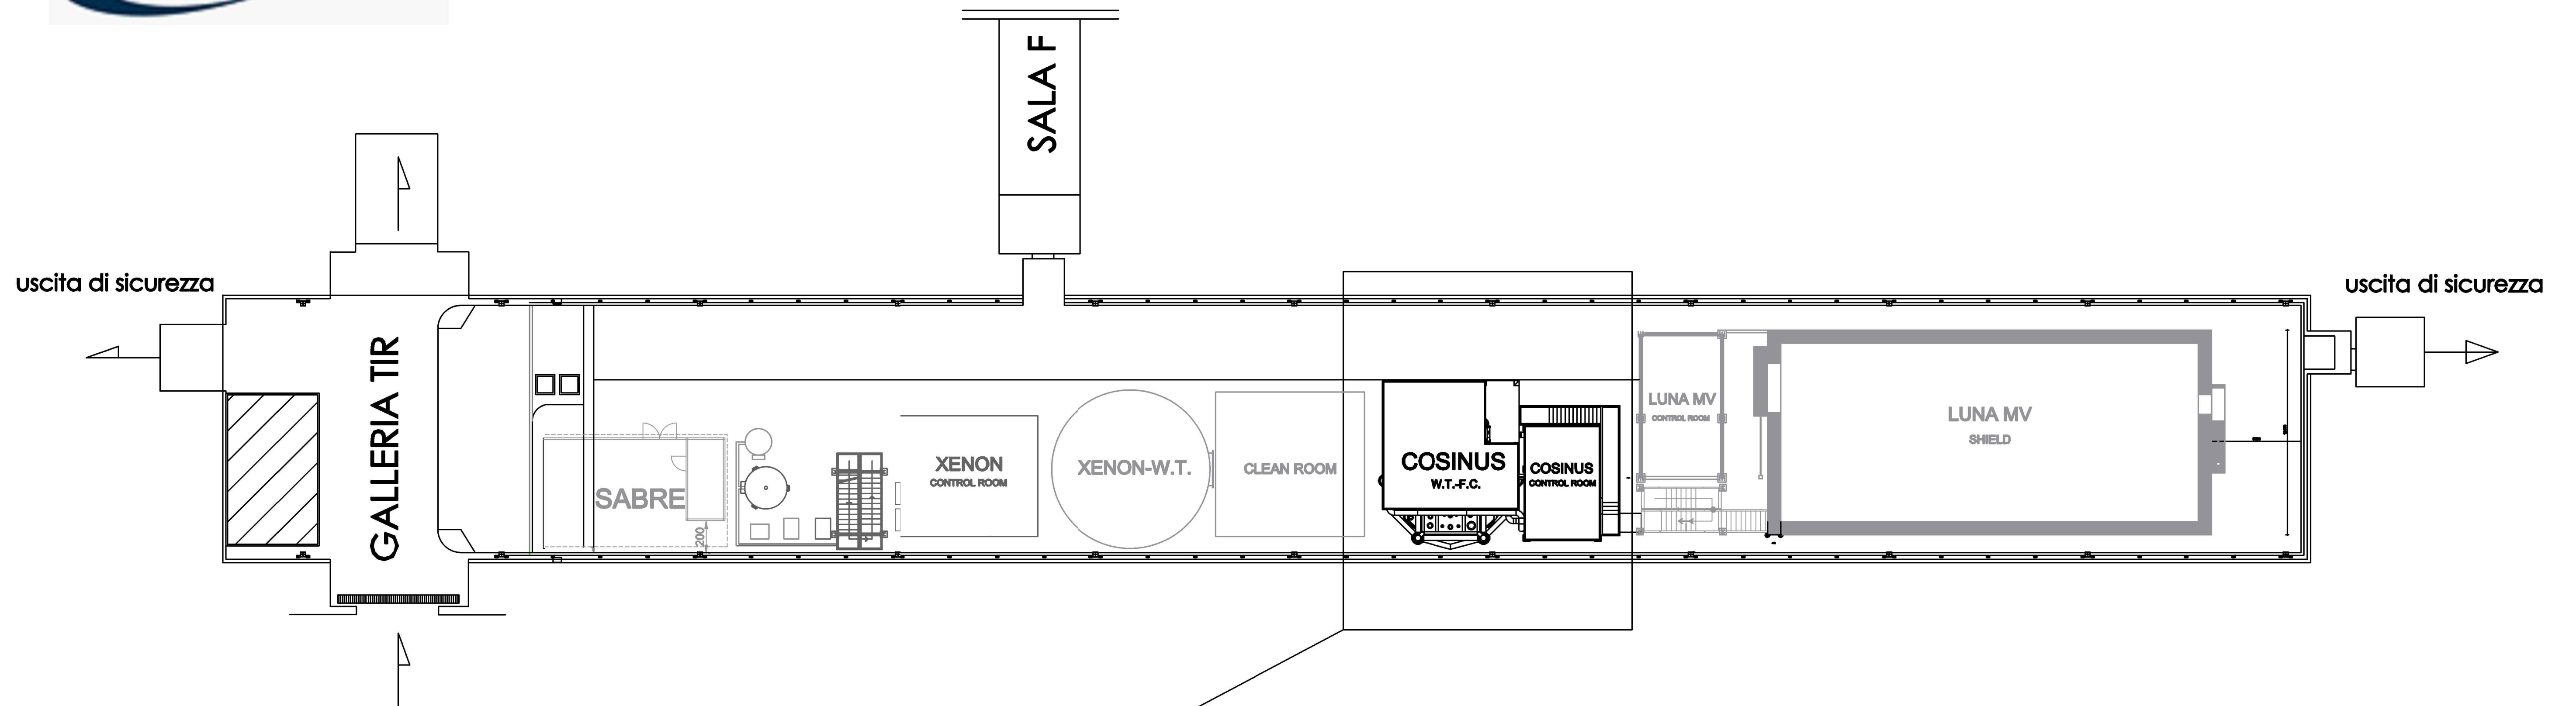 SALA F
uscita di sicurezza
uscita di sicurezza
GALLERIA TIR
SABRE
200
XENON
CONTROL ROOM
XENON-W.T.
CLEAN ROOM
COSINUS
W.T.-F.C.
COSINUS
CONTROL ROOM
LUNA MV
CONTROL ROOM
LUNA MV
SHIELD